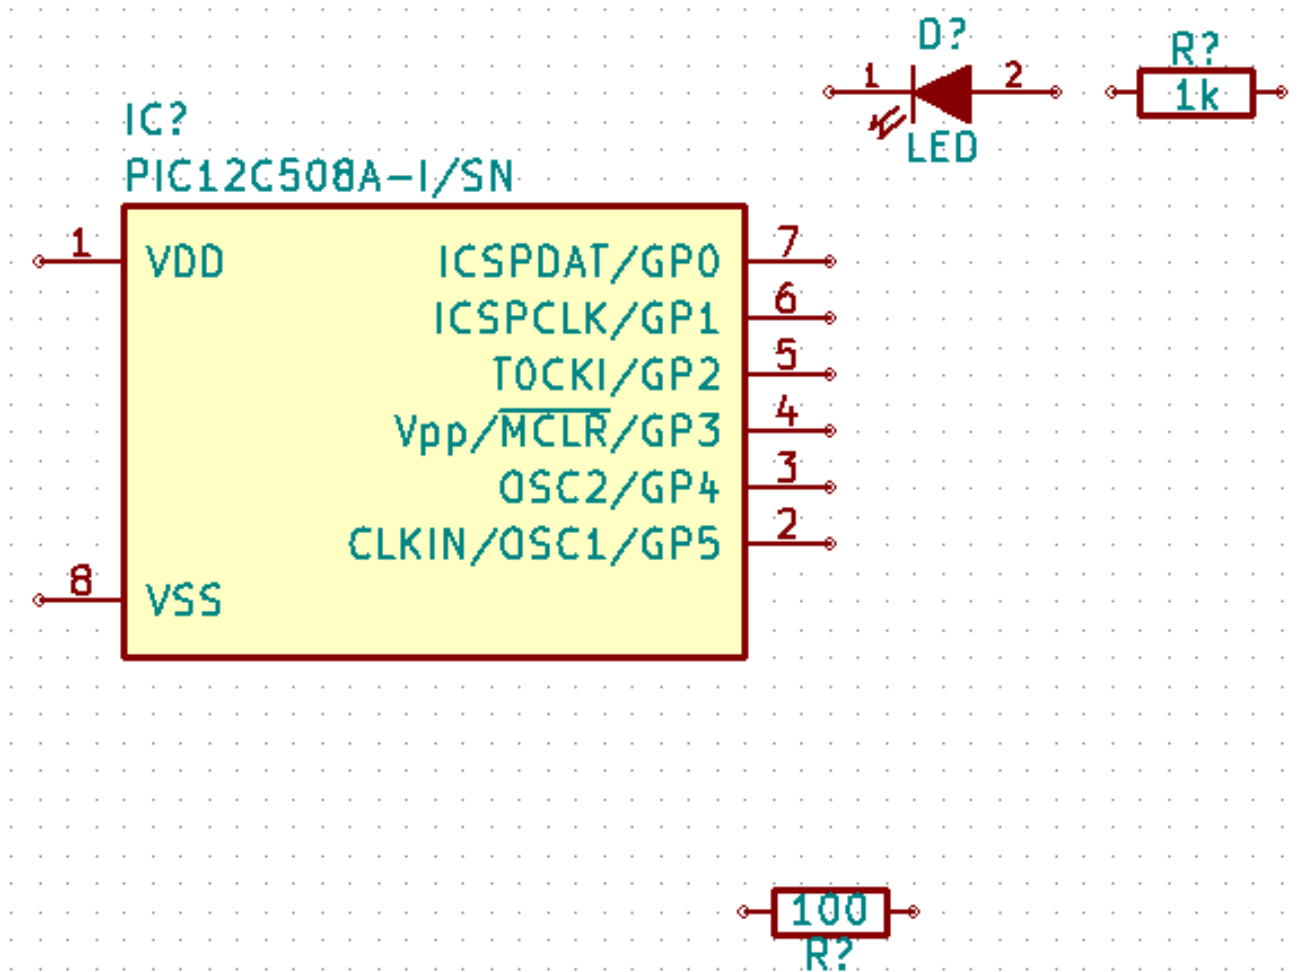 D?
R?
1 2
1k
LED
IC?
PIC12C508A-I/SN
1 VDD ICSPDAT/GP0 7
ICSPCLK/GP1 6
T0CKI/GP2 5
Vpp/MCLR/GP3 4
OSC2/GP4 3
CLKIN/OSC1/GP5 2
8 VSS
100
R?